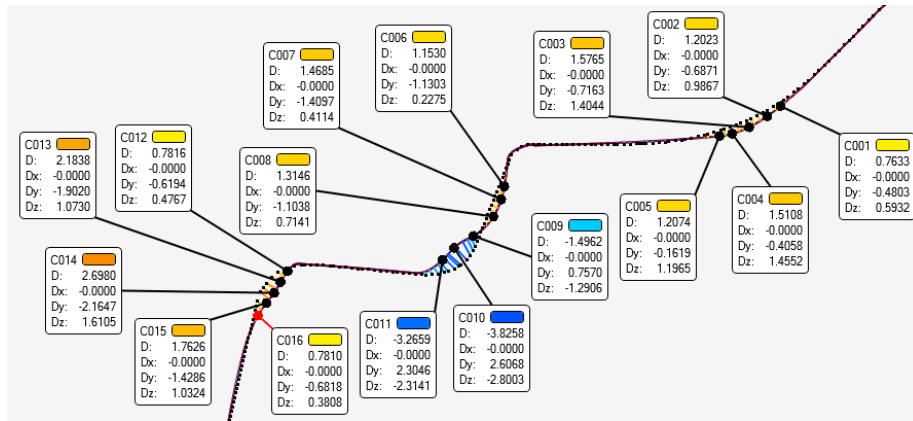 C001
D: 0.7633
Dx: -0.0000
Dy: -0.4803
Dz: 0.5932
C002
D: 1.2023
Dx: -0.0000
Dy: -0.6871
Dz: 0.9867
C003
D: 1.5765
Dx: -0.0000
Dy: -0.7163
Dz: 1.4044
C004
D: 1.5108
Dx: -0.0000
Dy: -0.4058
Dz: 1.4552
C005
D: 1.2074
Dx: -0.0000
Dy: -0.1619
Dz: 1.1965
C006
D: 1.1530
Dx: -0.0000
Dy: -1.1303
Dz: 0.2275
C007
D: 1.4685
Dx: -0.0000
Dy: -1.4097
Dz: 0.4114
C008
D: 1.3146
Dx: -0.0000
Dy: -1.1038
Dz: 0.7141
C009
D: -1.4962
Dx: -0.0000
Dy: 0.7570
Dz: -1.2906
C010
D: -3.8258
Dx: -0.0000
Dy: 2.6068
Dz: -2.8003
C011
D: -3.2659
Dx: -0.0000
Dy: 2.3046
Dz: -2.3141
C012
D: 0.7816
Dx: -0.0000
Dy: -0.6194
Dz: 0.4767
C013
D: 2.1838
Dx: -0.0000
Dy: -1.9020
Dz: 1.0730
C014
D: 2.6980
Dx: -0.0000
Dy: -2.1647
Dz: 1.6105
C015
D: 1.7626
Dx: -0.0000
Dy: -1.4286
Dz: 1.0324
C016
D: 0.7810
Dx: -0.0000
Dy: -0.6818
Dz: 0.3808